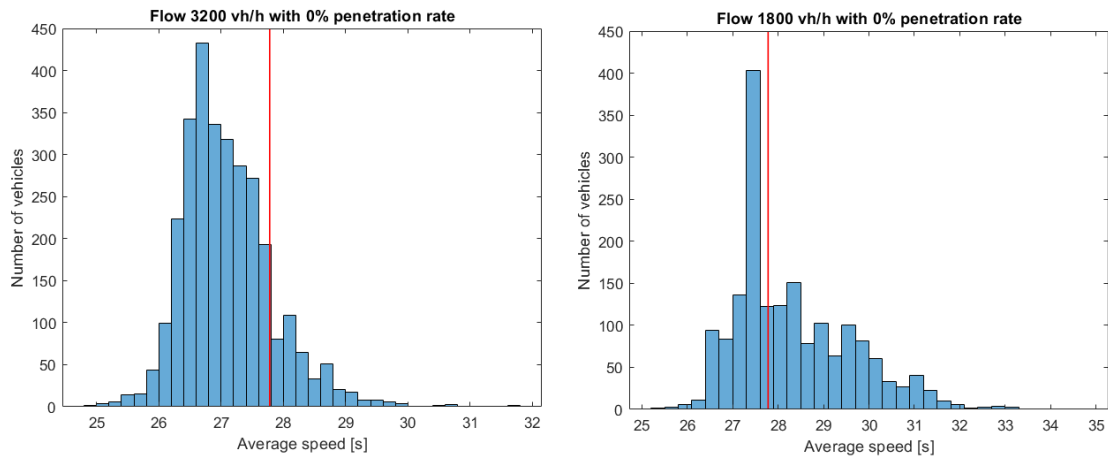 Flow 3200 vh/h with 0% penetration rate
450
400
350
300
250
200
150
100
50
0
Number of vehicles
25 26 27 28 29 30 31 32
Average speed [s]
Flow 1800 vh/h with 0% penetration rate
450
400
350
300
250
200
150
100
50
0
Number of vehicles
25 26 27 28 29 30 31 32 33 34 35
Average speed [s]